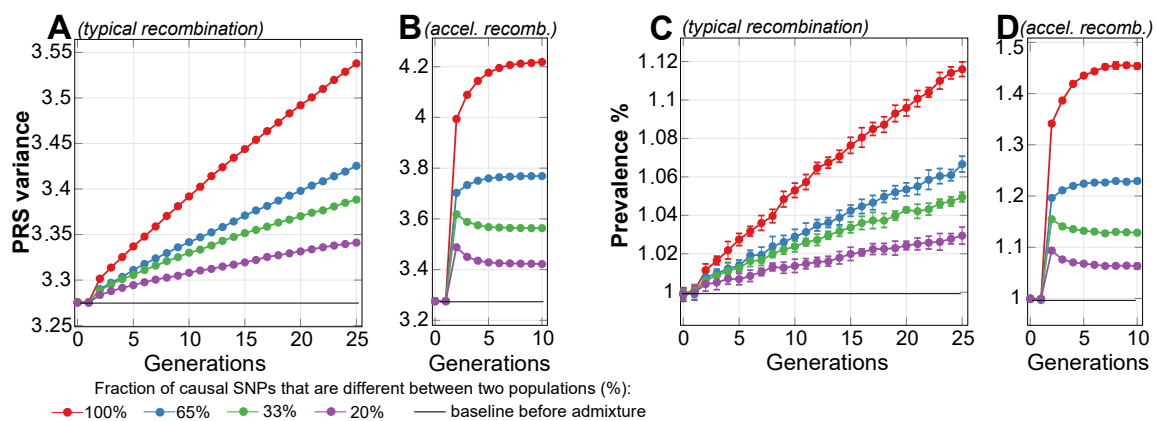 A (typical recombination)
B (accel. recomb.)
C (typical recombination)
D (accel. recomb.)
PRS variance
3.55
3.5
3.45
3.4
3.35
3.3
3.25
0 5 10 15 20 25
Generations
4.2
4
3.8
3.6
3.4
3.2
0 5 10
Generations
Prevalence %
1.12
1.1
1.08
1.06
1.04
1.02
1
0 5 10 15 20 25
Generations
1.5
1.4
1.3
1.2
1.1
1
0 2 4 6 8 10
Generations
Fraction of causal SNPs that are different between two populations (%):
100% 65% 33% 20% baseline before admixture